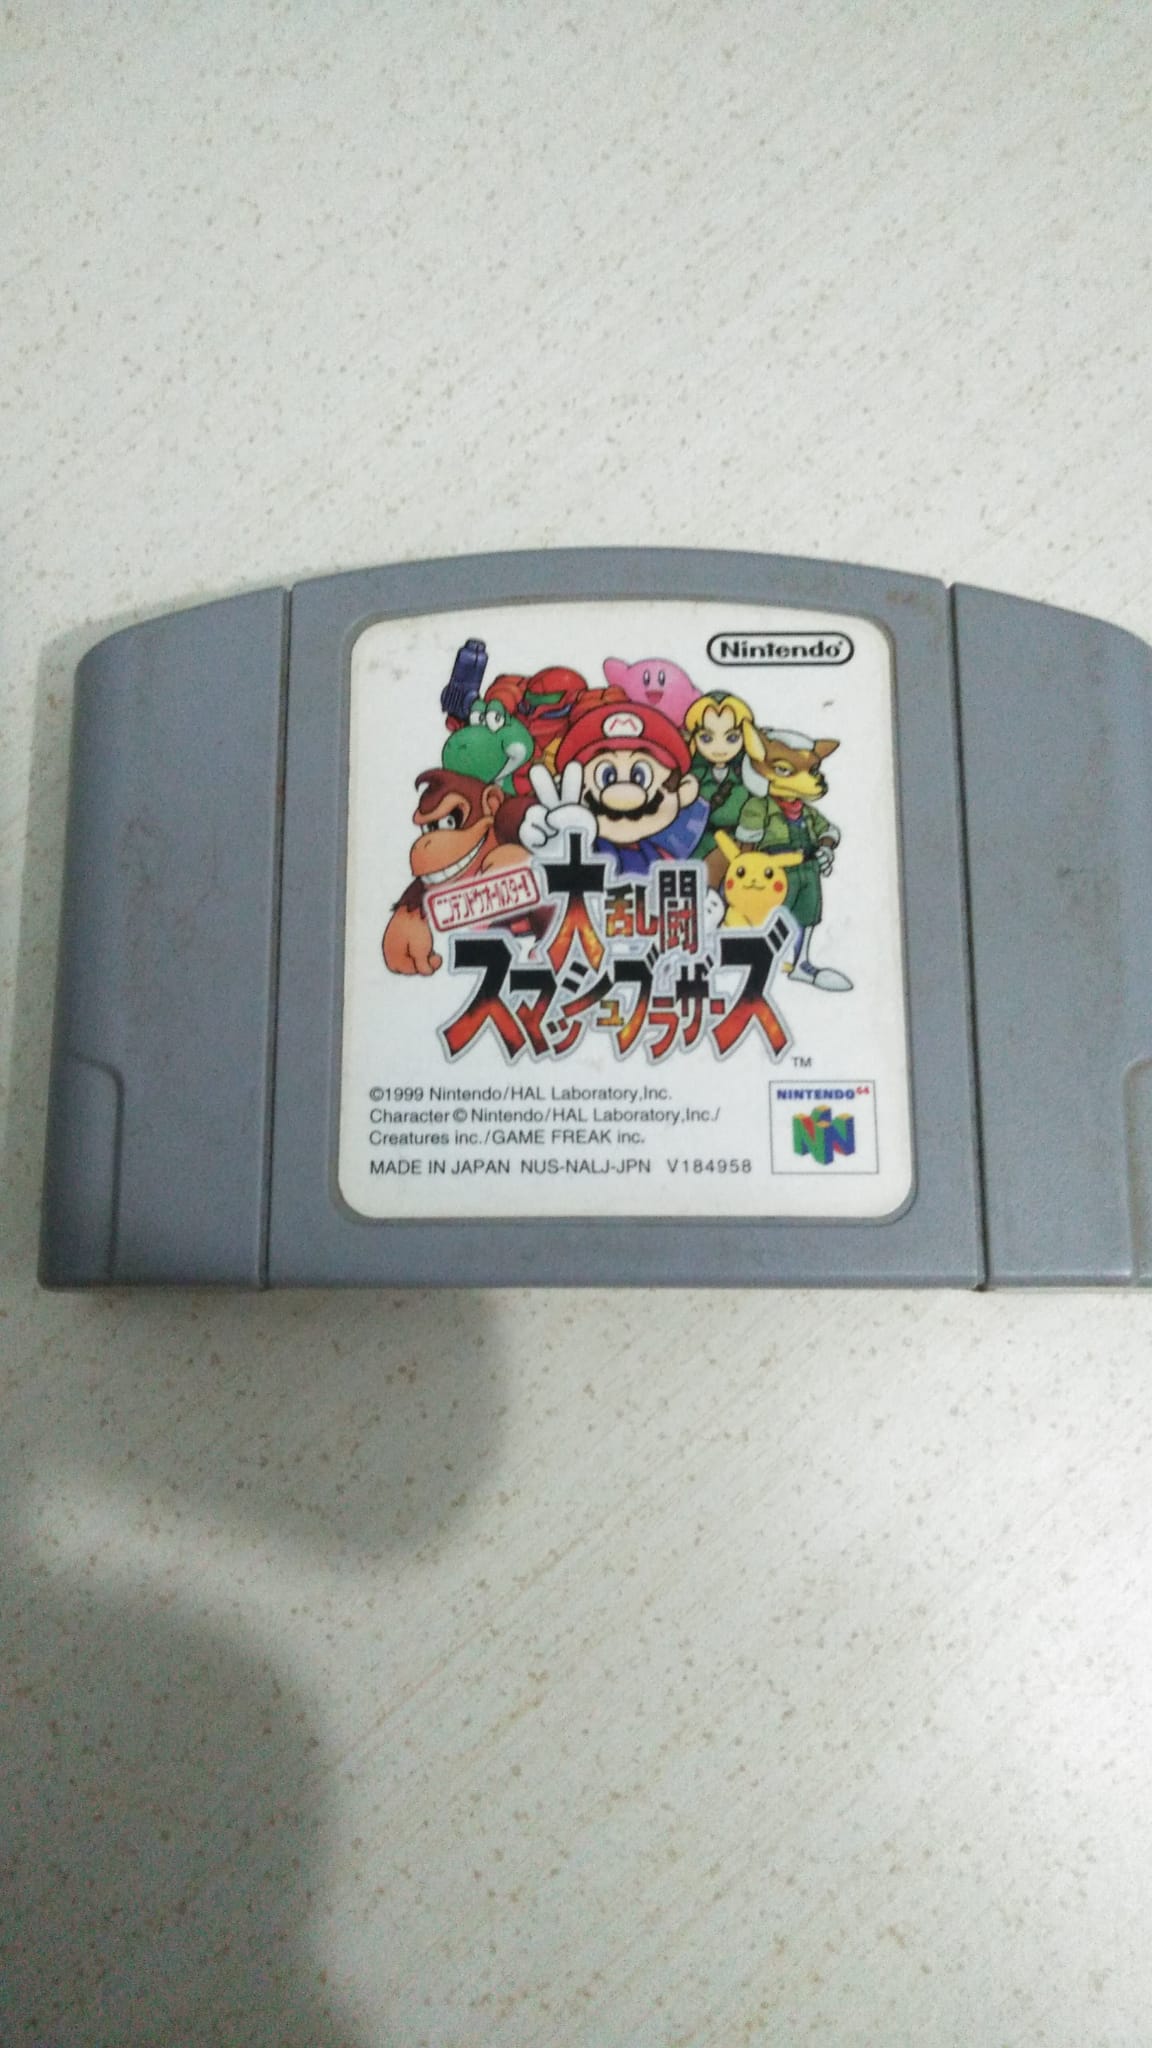 Nintendo
M
ニンテンドウオールスター!
大乱闘
スマッシュブラザーズ
TM
©1999 Nintendo/HAL Laboratory,Inc.
Character © Nintendo/HAL Laboratory,Inc./
Creatures inc./GAME FREAK inc.
MADE IN JAPAN NUS-NALJ-JPN V184958
NINTENDO64